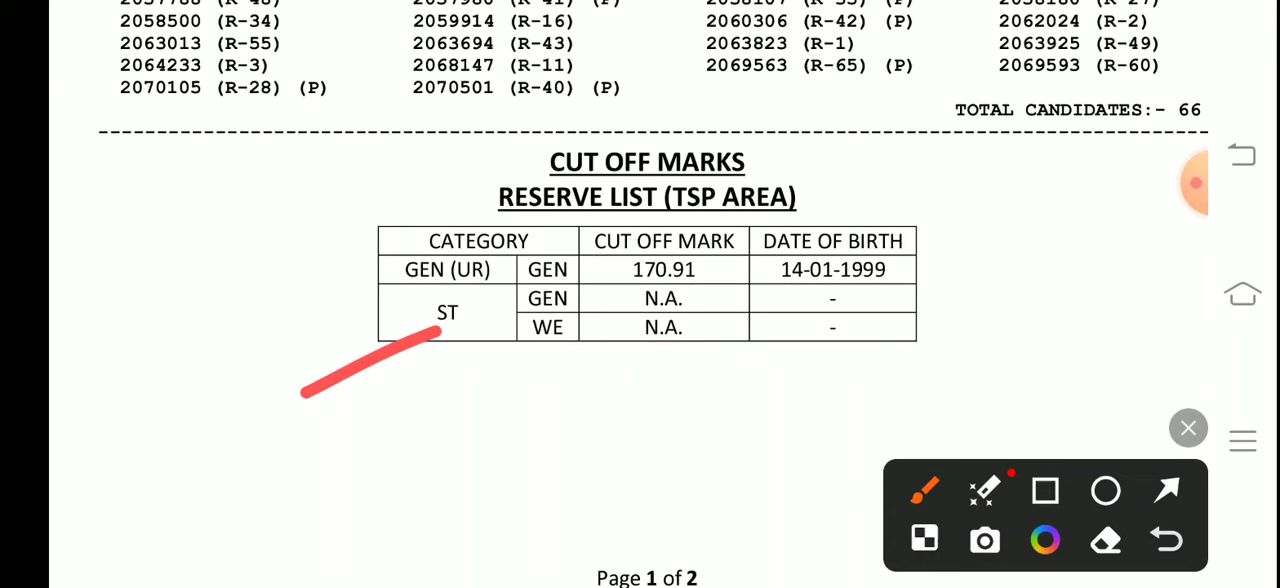 2058500 (R-34) 2059914 (R-16) 2060306 (R-42) (P) 2062024 (R-2)
2063013 (R-55) 2063694 (R-43) 2063823 (R-1) 2063925 (R-49)
2064233 (R-3) 2068147 (R-11) 2069563 (R-65) (P) 2069593 (R-60)
2070105 (R-28) (P) 2070501 (R-40) (P)
TOTAL CANDIDATES:- 66
CUT OFF MARKS
RESERVE LIST (TSP AREA)
CATEGORY CUT OFF MARK DATE OF BIRTH
GEN (UR) GEN 170.91 14-01-1999
ST GEN N.A. -
WE N.A. -
Page 1 of 2